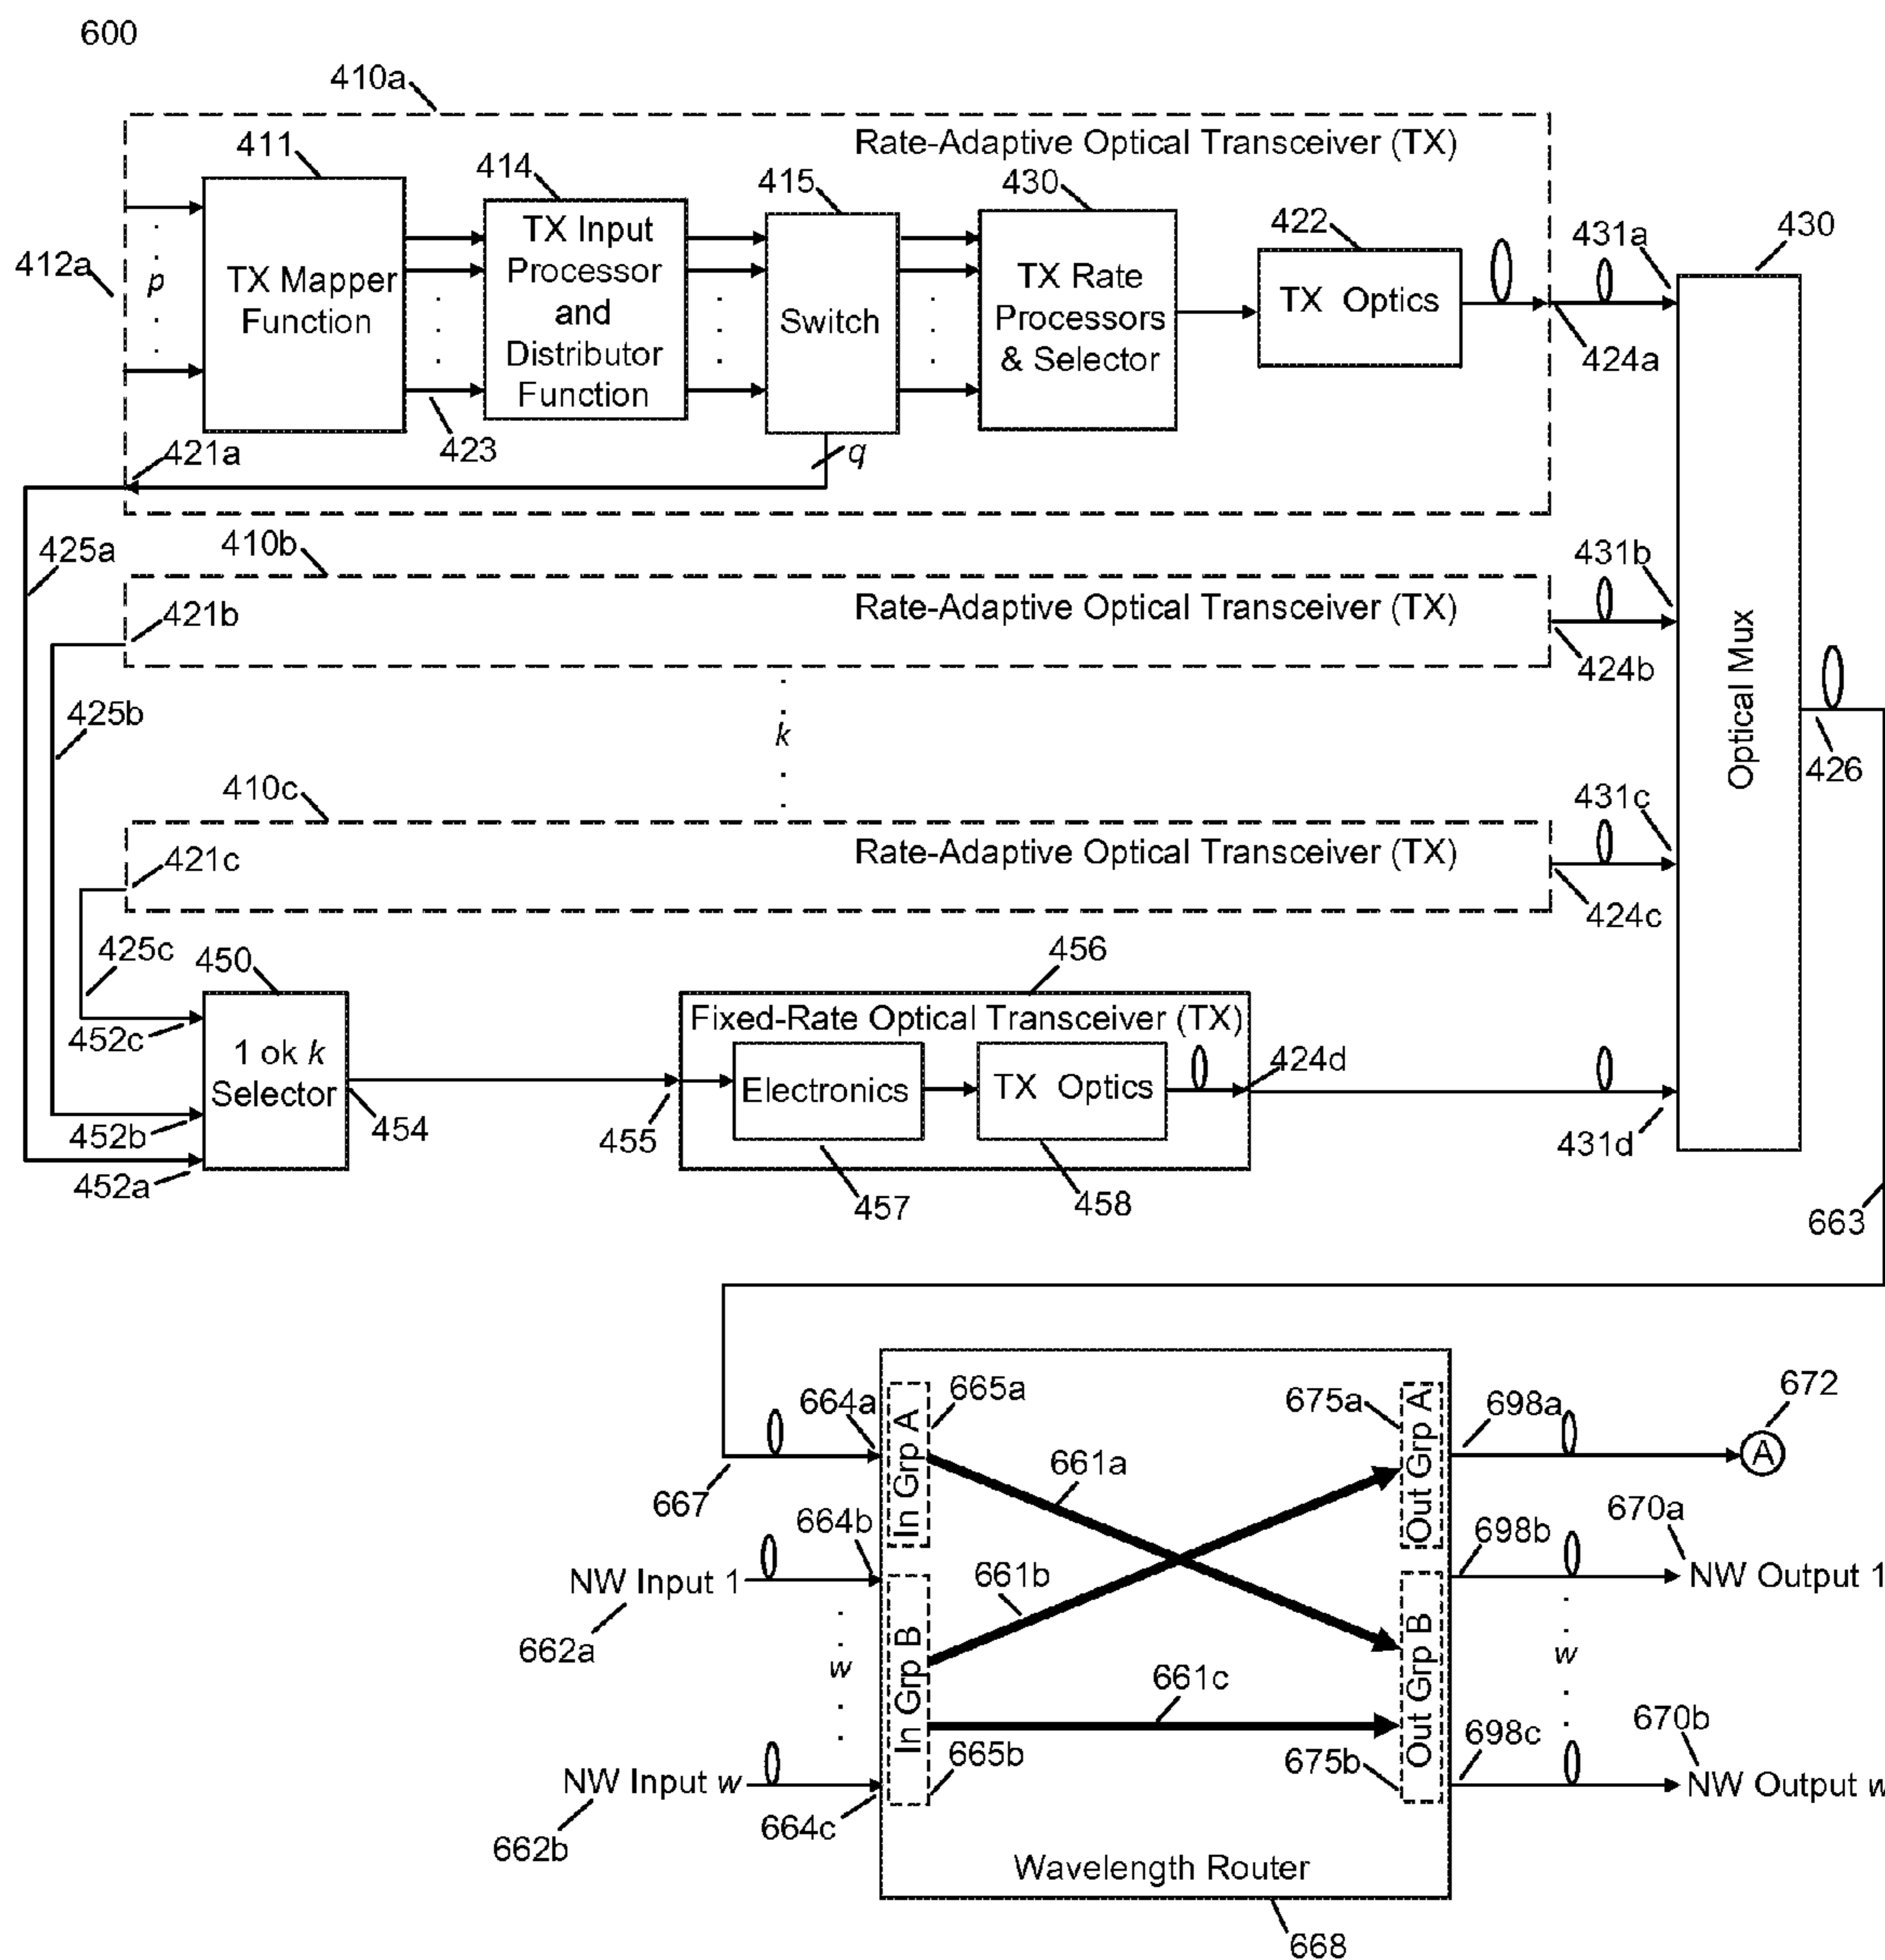 600
410a
Rate-Adaptive Optical Transceiver (TX)
411
414
415
430
422
431a
430
412a
p
TX Mapper
Function
TX Input
Processor
and
Distributor
Function
Switch
TX Rate
Processors
& Selector
TX Optics
424a
423
421a
q
425a
410b
431b
421b
Rate-Adaptive Optical Transceiver (TX)
424b
Optical Mux
425b
k
426
410c
431c
421c
Rate-Adaptive Optical Transceiver (TX)
424c
425c
450
456
452c
1 ok k
Selector
Fixed-Rate Optical Transceiver (TX)
Electronics
TX Optics
424d
452b
454
455
431d
452a
457
458
663
664a
665a
675a
698a
672
In Grp A
Out Grp A
A
661a
667
664b
698b
670a
NW Input 1
661b
NW Output 1
662a
w
In Grp B
Out Grp B
w
661c
698c
670b
NW Input w
665b
675b
NW Output w
664c
662b
Wavelength Router
668